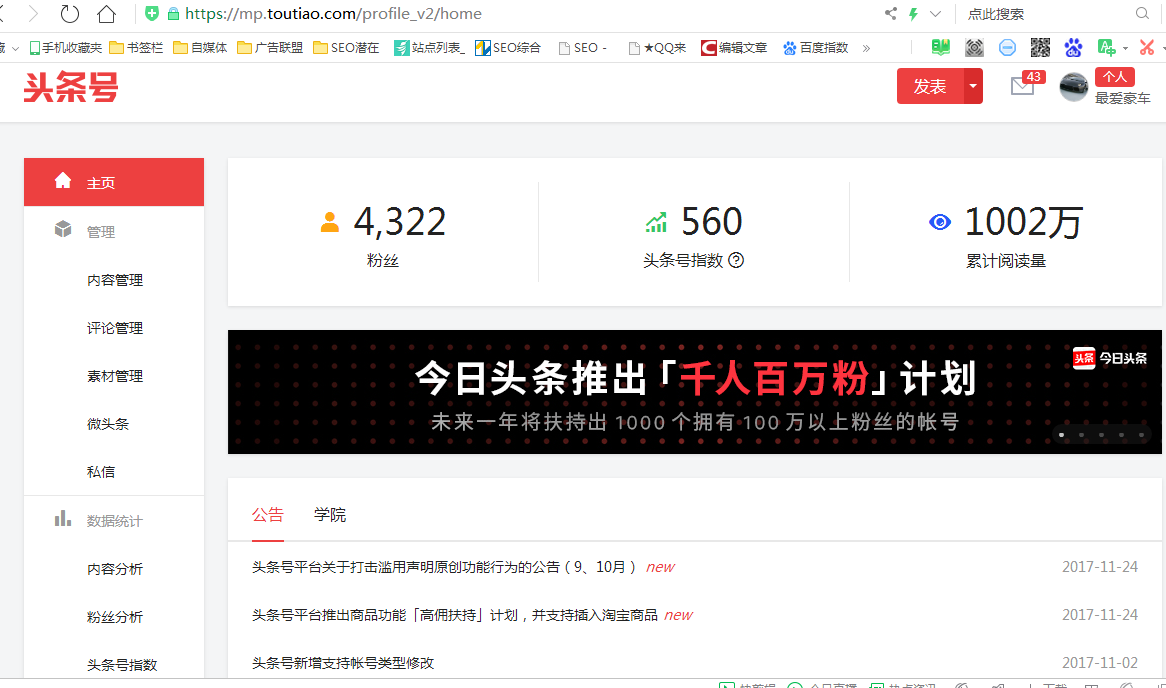 https://mp.toutiao.com/profile_v2/home 点此搜索
藏 手机收藏夹 书签栏 自媒体 广告联盟 SEO潜在 站点列表_ SEO综合 SEO - ★QQ来 编辑文章 百度指数 »
头条号
发表
43
个人
最爱豪车
主页
管理
内容管理
评论管理
素材管理
微头条
私信
数据统计
内容分析
粉丝分析
头条号指数
4,322
粉丝
560
头条号指数 ?
1002万
累计阅读量
今日头条推出「千人百万粉」计划
未来一年将扶持出 1000 个拥有 100 万以上粉丝的帐号
头条 今日头条
公告 学院
头条号平台关于打击滥用声明原创功能行为的公告（9、10月） new 2017-11-24
头条号平台推出商品功能「高佣扶持」计划，并支持插入淘宝商品 new 2017-11-24
头条号新增支持帐号类型修改 2017-11-02